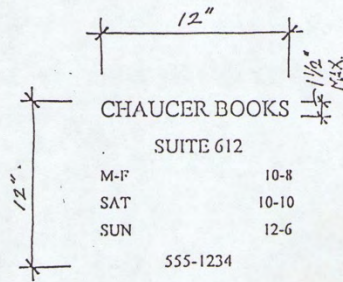 12"
1 1/2" MAX.
CHAUCER BOOKS
12".
SUITE 612
M-F 10-8
SAT 10-10
SUN 12-6
555-1234